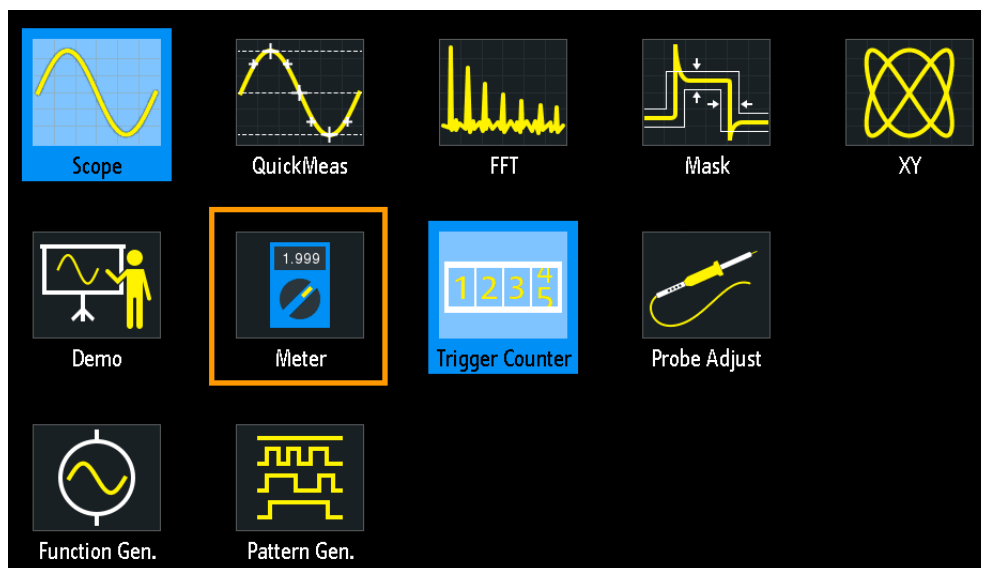 Scope
QuickMeas
FFT
Mask
XY
1.999
1 2 3 4 5
Demo
Meter
Trigger Counter
Probe Adjust
Function Gen.
Pattern Gen.